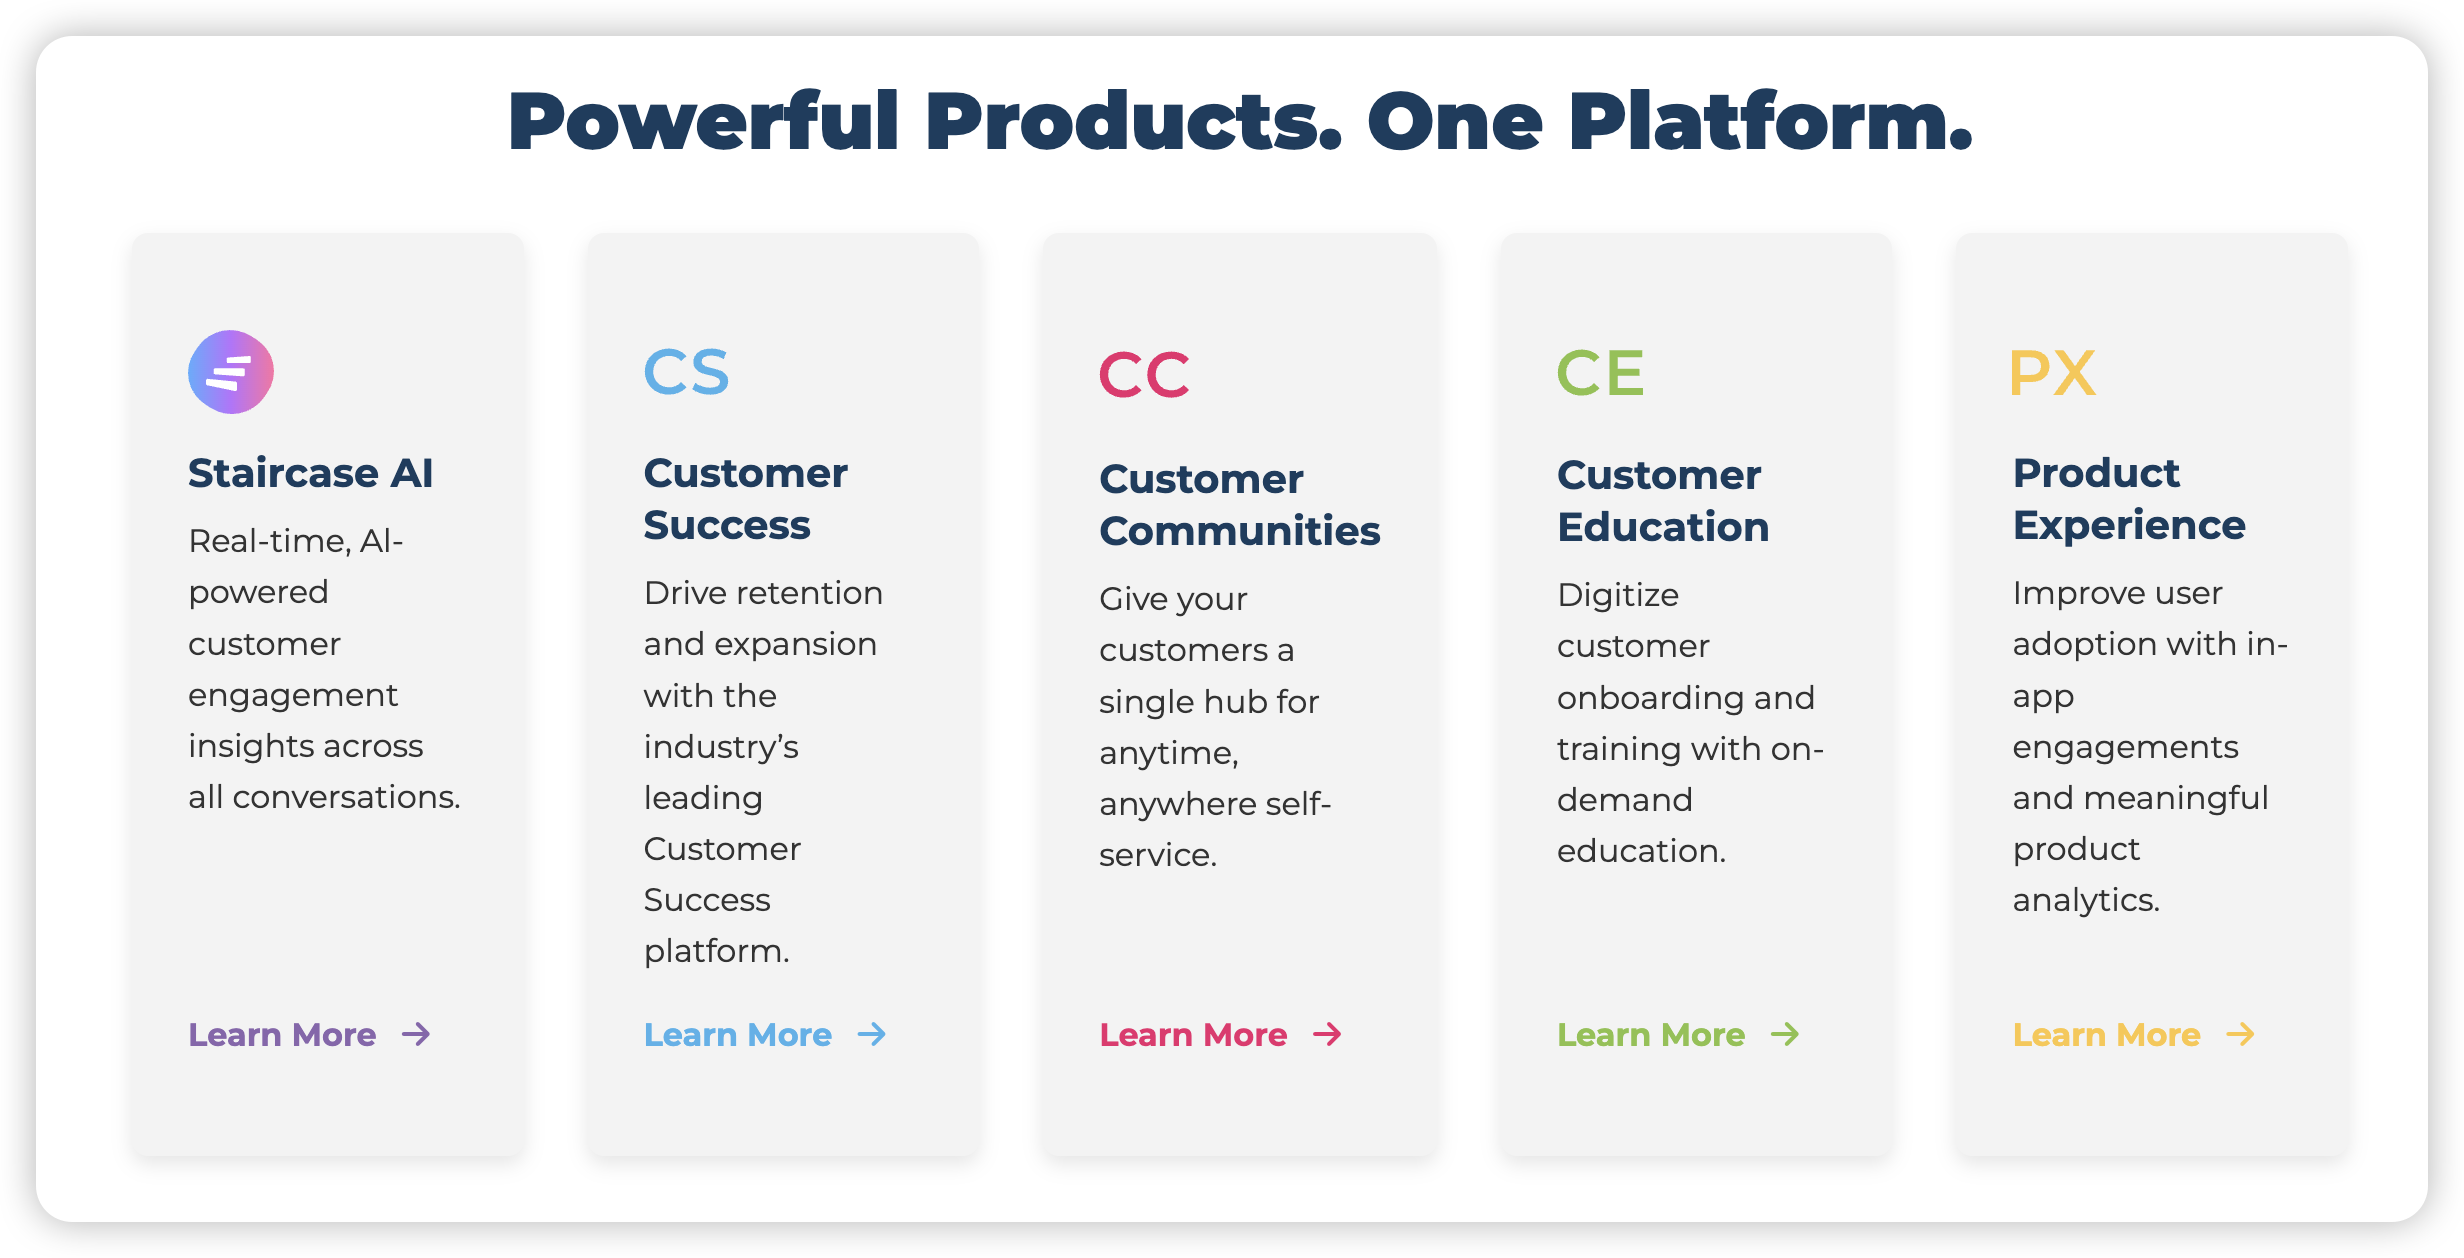 Powerful Products. One Platform.
Staircase AI
Real-time, AI-
powered
customer
engagement
insights across
all conversations.
Learn More →
CS
Customer
Success
Drive retention
and expansion
with the
industry’s
leading
Customer
Success
platform.
Learn More →
CC
Customer
Communities
Give your
customers a
single hub for
anytime,
anywhere self-
service.
Learn More →
CE
Customer
Education
Digitize
customer
onboarding and
training with on-
demand
education.
Learn More →
PX
Product
Experience
Improve user
adoption with in-
app
engagements
and meaningful
product
analytics.
Learn More →